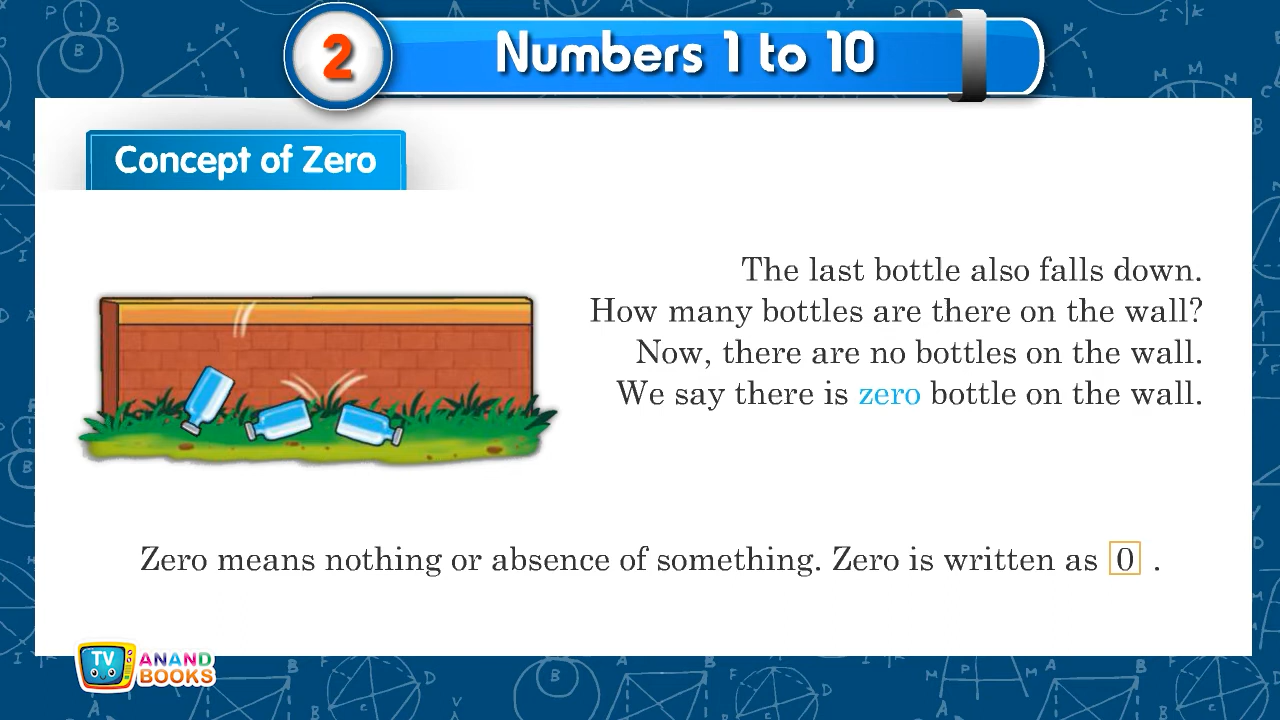 2
Numbers 1 to 10
Concept of Zero
The last bottle also falls down.
How many bottles are there on the wall?
Now, there are no bottles on the wall.
We say there is zero bottle on the wall.
Zero means nothing or absence of something. Zero is written as 0 .
TV
ANAND
BOOKS